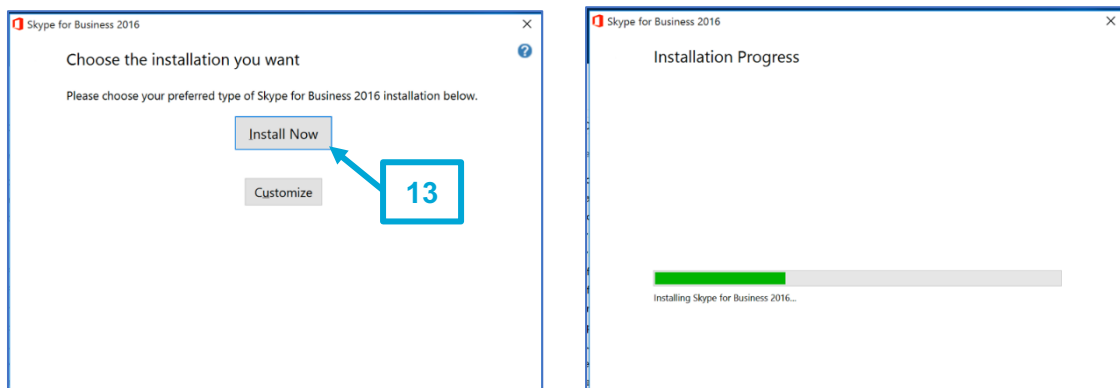 Skype for Business 2016
Choose the installation you want
Please choose your preferred type of Skype for Business 2016 installation below.
Install Now
13
Customize
Skype for Business 2016
Installation Progress
Installing Skype for Business 2016...